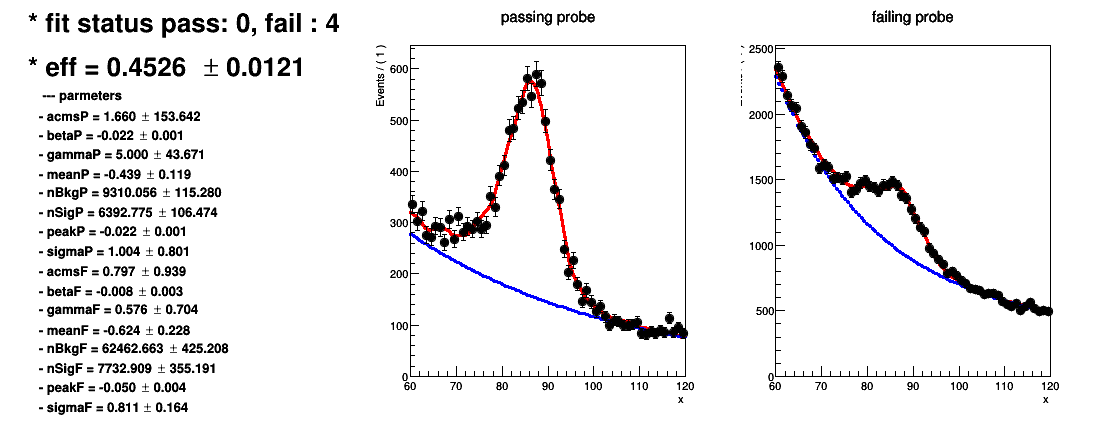 * fit status pass: 0, fail : 4
* eff = 0.4526 ± 0.0121
--- parmeters
- acmsP = 1.660 ± 153.642
- betaP = -0.022 ± 0.001
- gammaP = 5.000 ± 43.671
- meanP = -0.439 ± 0.119
- nBkgP = 9310.056 ± 115.280
- nSigP = 6392.775 ± 106.474
- peakP = -0.022 ± 0.001
- sigmaP = 1.004 ± 0.801
- acmsF = 0.797 ± 0.939
- betaF = -0.008 ± 0.003
- gammaF = 0.576 ± 0.704
- meanF = -0.624 ± 0.228
- nBkgF = 62462.663 ± 425.208
- nSigF = 7732.909 ± 355.191
- peakF = -0.050 ± 0.004
- sigmaF = 0.811 ± 0.164
passing probe
Events / ( 1 )
600
500
400
300
200
100
0
60 70 80 90 100 110 120
x
failing probe
2500
2000
1500
1000
500
0
60 70 80 90 100 110 120
x